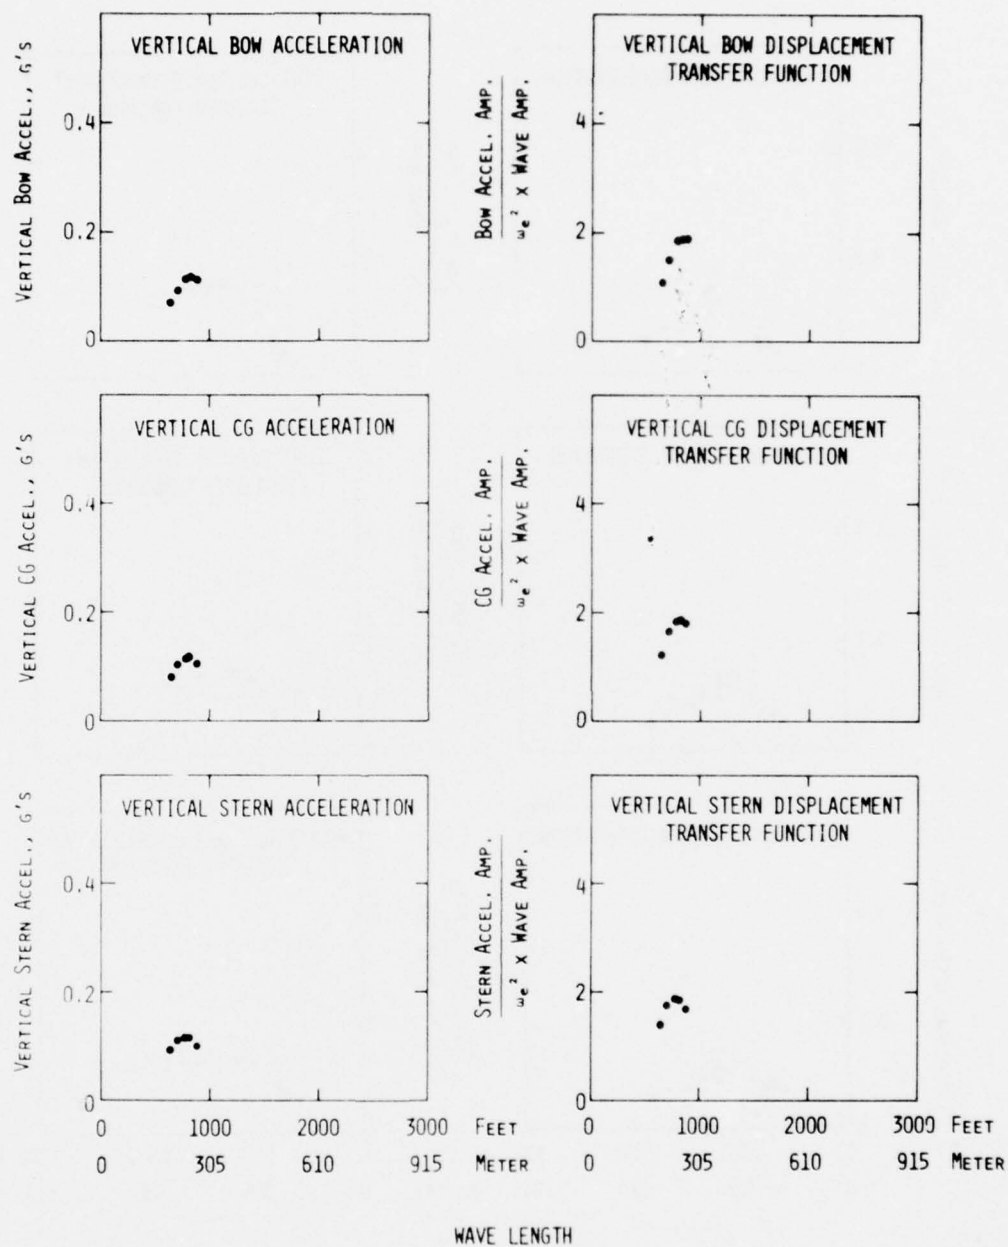 VERTICAL BOW ACCELERATION
VERTICAL BOW ACCEL., G'S
0.4
0.2
0
VERTICAL BOW DISPLACEMENT
TRANSFER FUNCTION
BOW ACCEL. AMP.
ωe² X WAVE AMP.
4
2
0
VERTICAL CG ACCELERATION
VERTICAL CG ACCEL., G'S
0.4
0.2
0
VERTICAL CG DISPLACEMENT
TRANSFER FUNCTION
CG ACCEL. AMP.
ωe² X WAVE AMP.
4
2
0
VERTICAL STERN ACCELERATION
VERTICAL STERN ACCEL., G'S
0.4
0.2
0
VERTICAL STERN DISPLACEMENT
TRANSFER FUNCTION
STERN ACCEL. AMP.
ωe² X WAVE AMP.
4
2
0
0 1000 2000 3000 FEET
0 305 610 915 METER
0 1000 2000 3000 FEET
0 305 610 915 METER
WAVE LENGTH